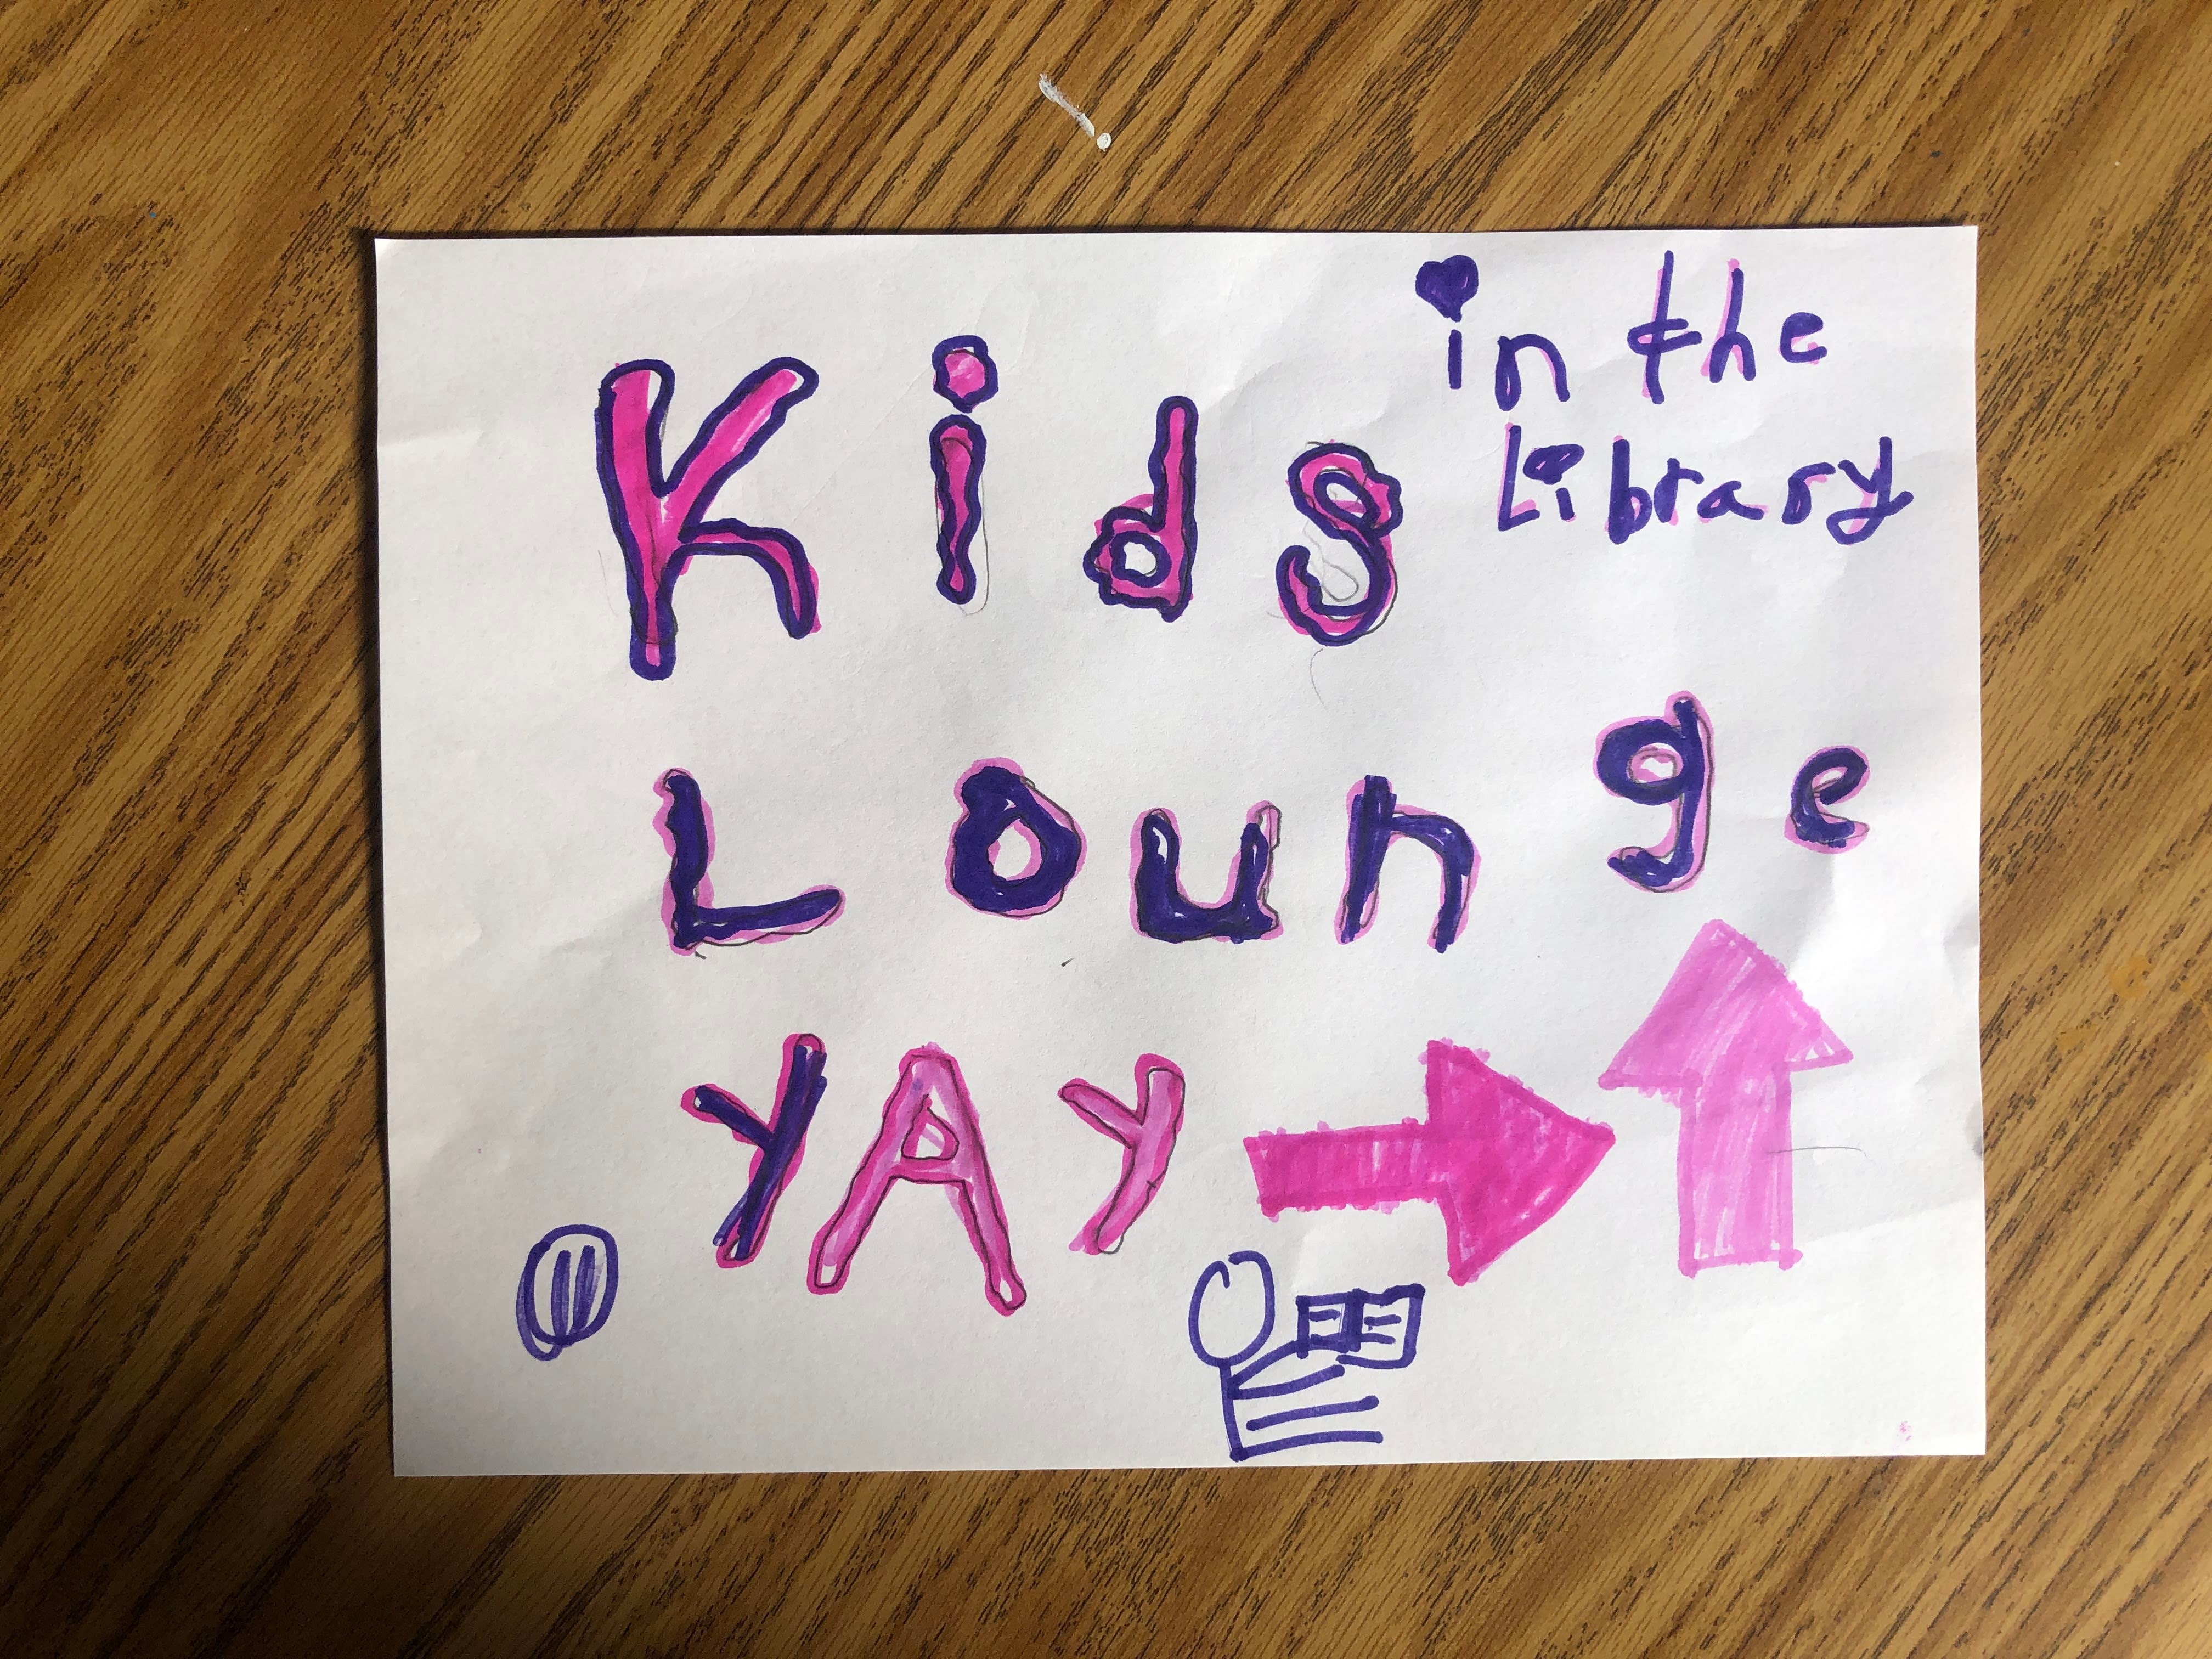 Kids
in the
Library
Lounge
YAY